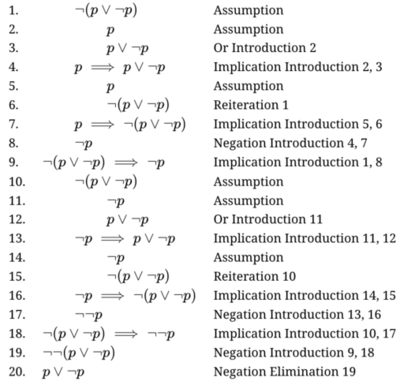 1. ¬(p ∨ ¬p) Assumption
2. p Assumption
3. p ∨ ¬p Or Introduction 2
4. p ⟹ p ∨ ¬p Implication Introduction 2, 3
5. p Assumption
6. ¬(p ∨ ¬p) Reiteration 1
7. p ⟹ ¬(p ∨ ¬p) Implication Introduction 5, 6
8. ¬p Negation Introduction 4, 7
9. ¬(p ∨ ¬p) ⟹ ¬p Implication Introduction 1, 8
10. ¬(p ∨ ¬p) Assumption
11. ¬p Assumption
12. p ∨ ¬p Or Introduction 11
13. ¬p ⟹ p ∨ ¬p Implication Introduction 11, 12
14. ¬p Assumption
15. ¬(p ∨ ¬p) Reiteration 10
16. ¬p ⟹ ¬(p ∨ ¬p) Implication Introduction 14, 15
17. ¬¬p Negation Introduction 13, 16
18. ¬(p ∨ ¬p) ⟹ ¬¬p Implication Introduction 10, 17
19. ¬¬(p ∨ ¬p) Negation Introduction 9, 18
20. p ∨ ¬p Negation Elimination 19